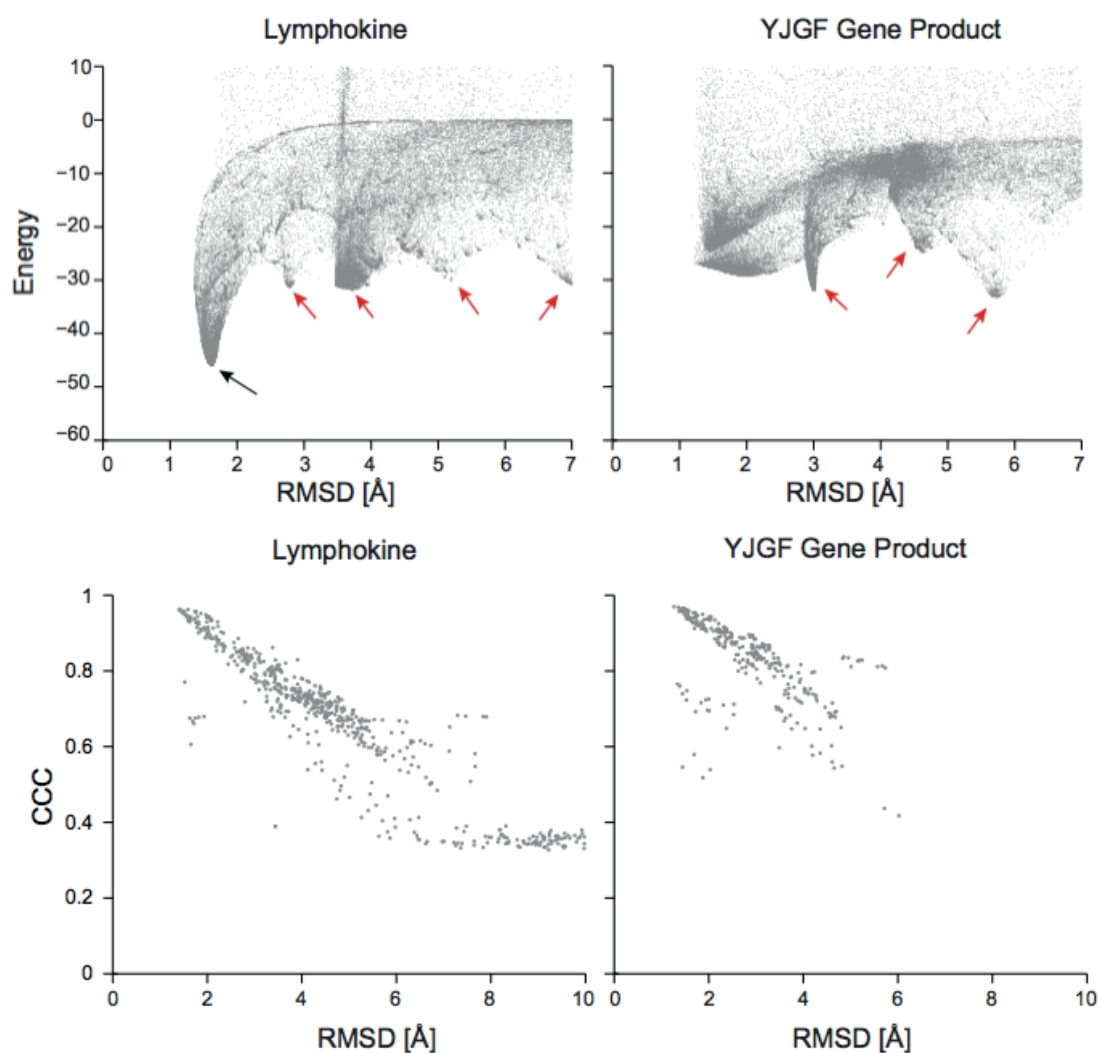 Lymphokine
YJGF Gene Product
Energy
10
0
−10
−20
−30
−40
−50
−60
0 1 2 3 4 5 6 7
0 1 2 3 4 5 6 7
RMSD [Å]
RMSD [Å]
Lymphokine
YJGF Gene Product
CCC
1
0.8
0.6
0.4
0.2
0
0 2 4 6 8 10
0 2 4 6 8 10
RMSD [Å]
RMSD [Å]